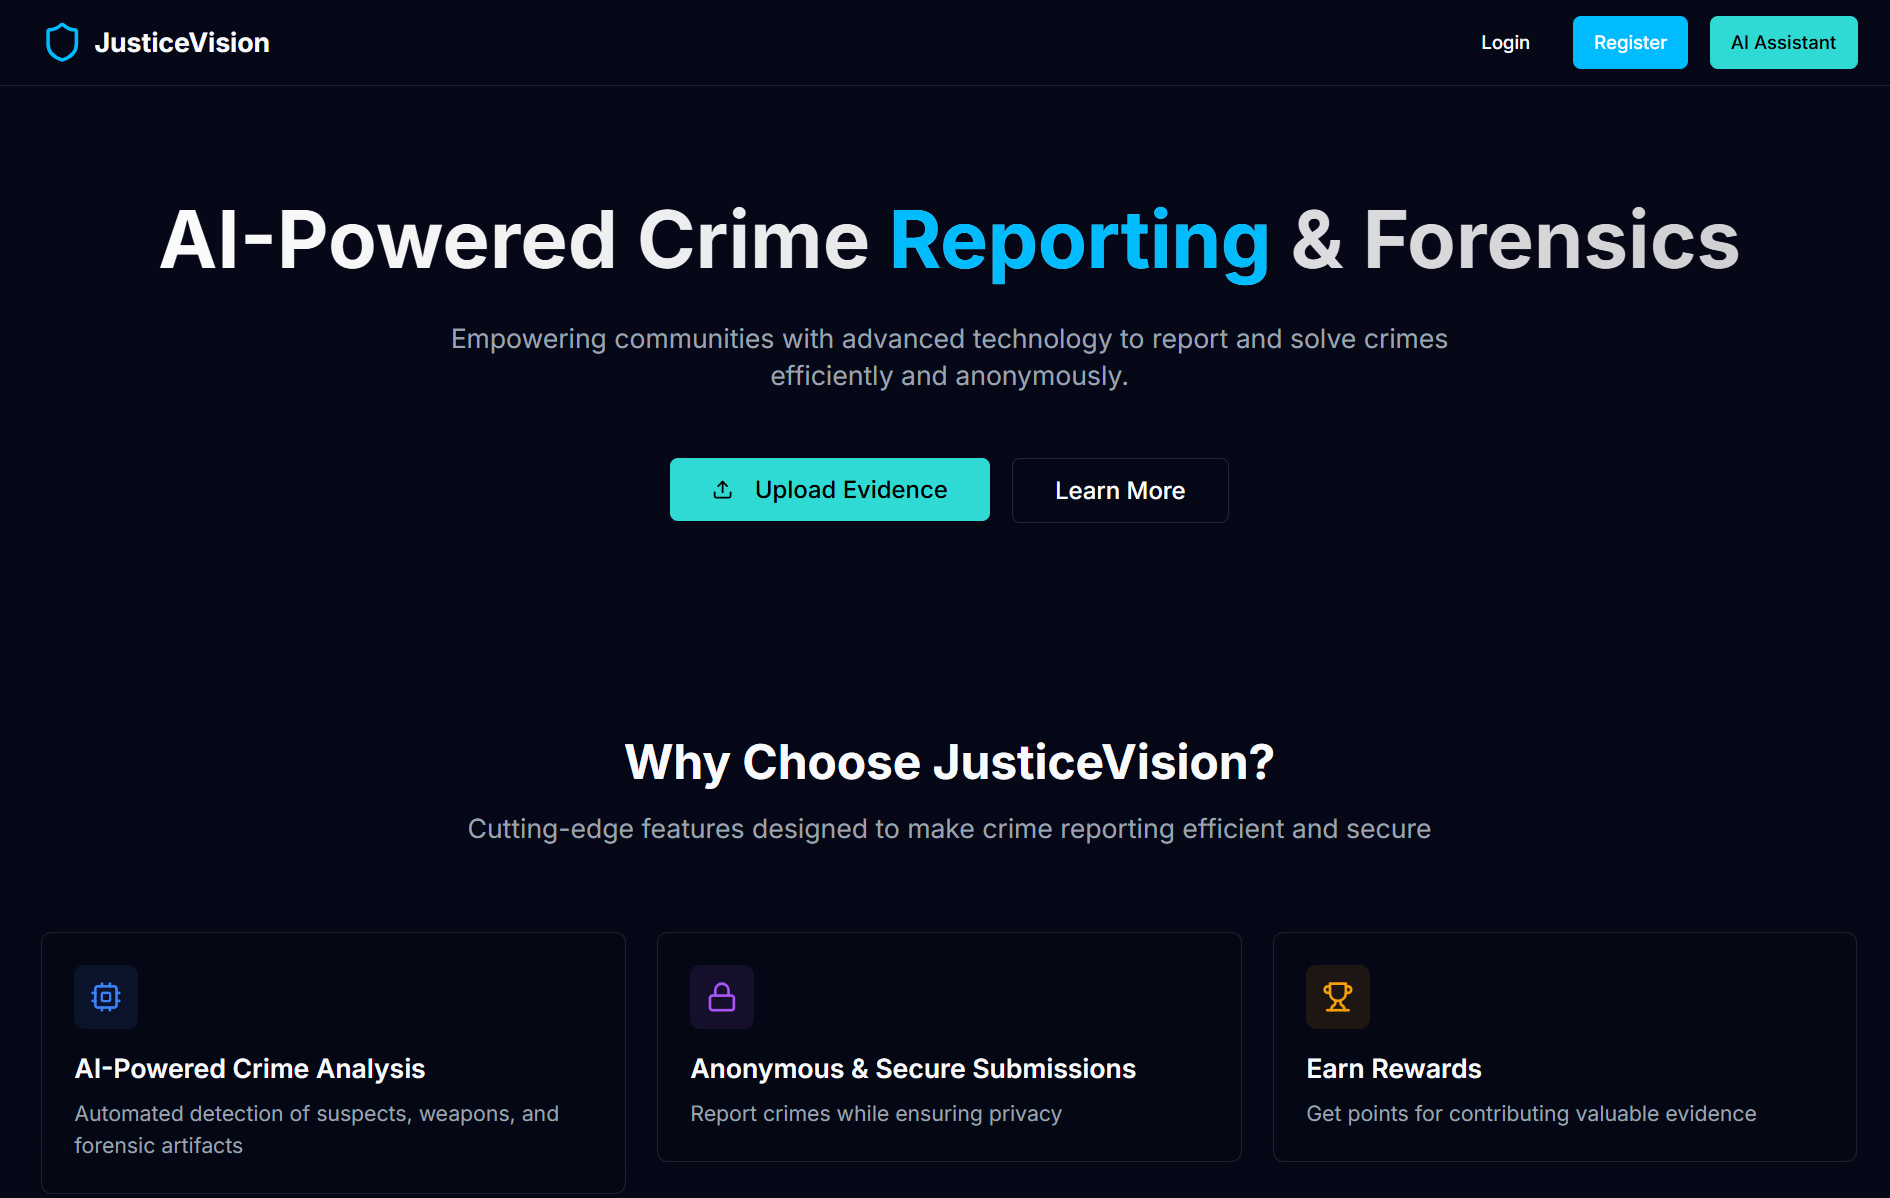 JusticeVision
Login
Register
AI Assistant
AI-Powered Crime Reporting & Forensics
Empowering communities with advanced technology to report and solve crimes
efficiently and anonymously.
Upload Evidence
Learn More
Why Choose JusticeVision?
Cutting-edge features designed to make crime reporting efficient and secure
AI-Powered Crime Analysis
Automated detection of suspects, weapons, and
forensic artifacts
Anonymous & Secure Submissions
Report crimes while ensuring privacy
Earn Rewards
Get points for contributing valuable evidence